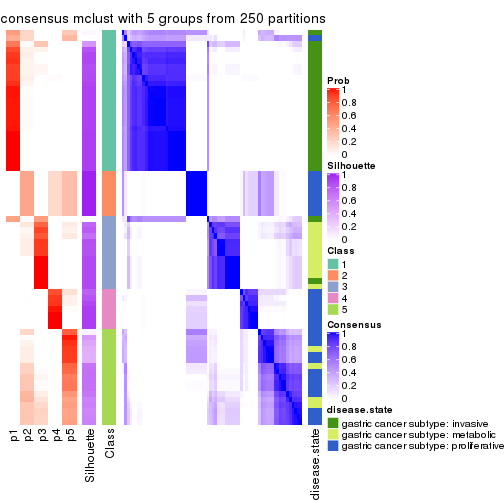 consensus mclust with 5 groups from 250 partitions
Prob
1
0.8
0.6
0.4
0.2
0
Silhouette
1
0.8
0.6
0.4
0.2
0
Class
1
2
3
4
5
Consensus
1
0.8
0.6
0.4
0.2
0
disease.state
gastric cancer subtype: invasive
gastric cancer subtype: metabolic
gastric cancer subtype: proliferative
p1
p2
p3
p4
p5
Silhouette
Class
disease.state